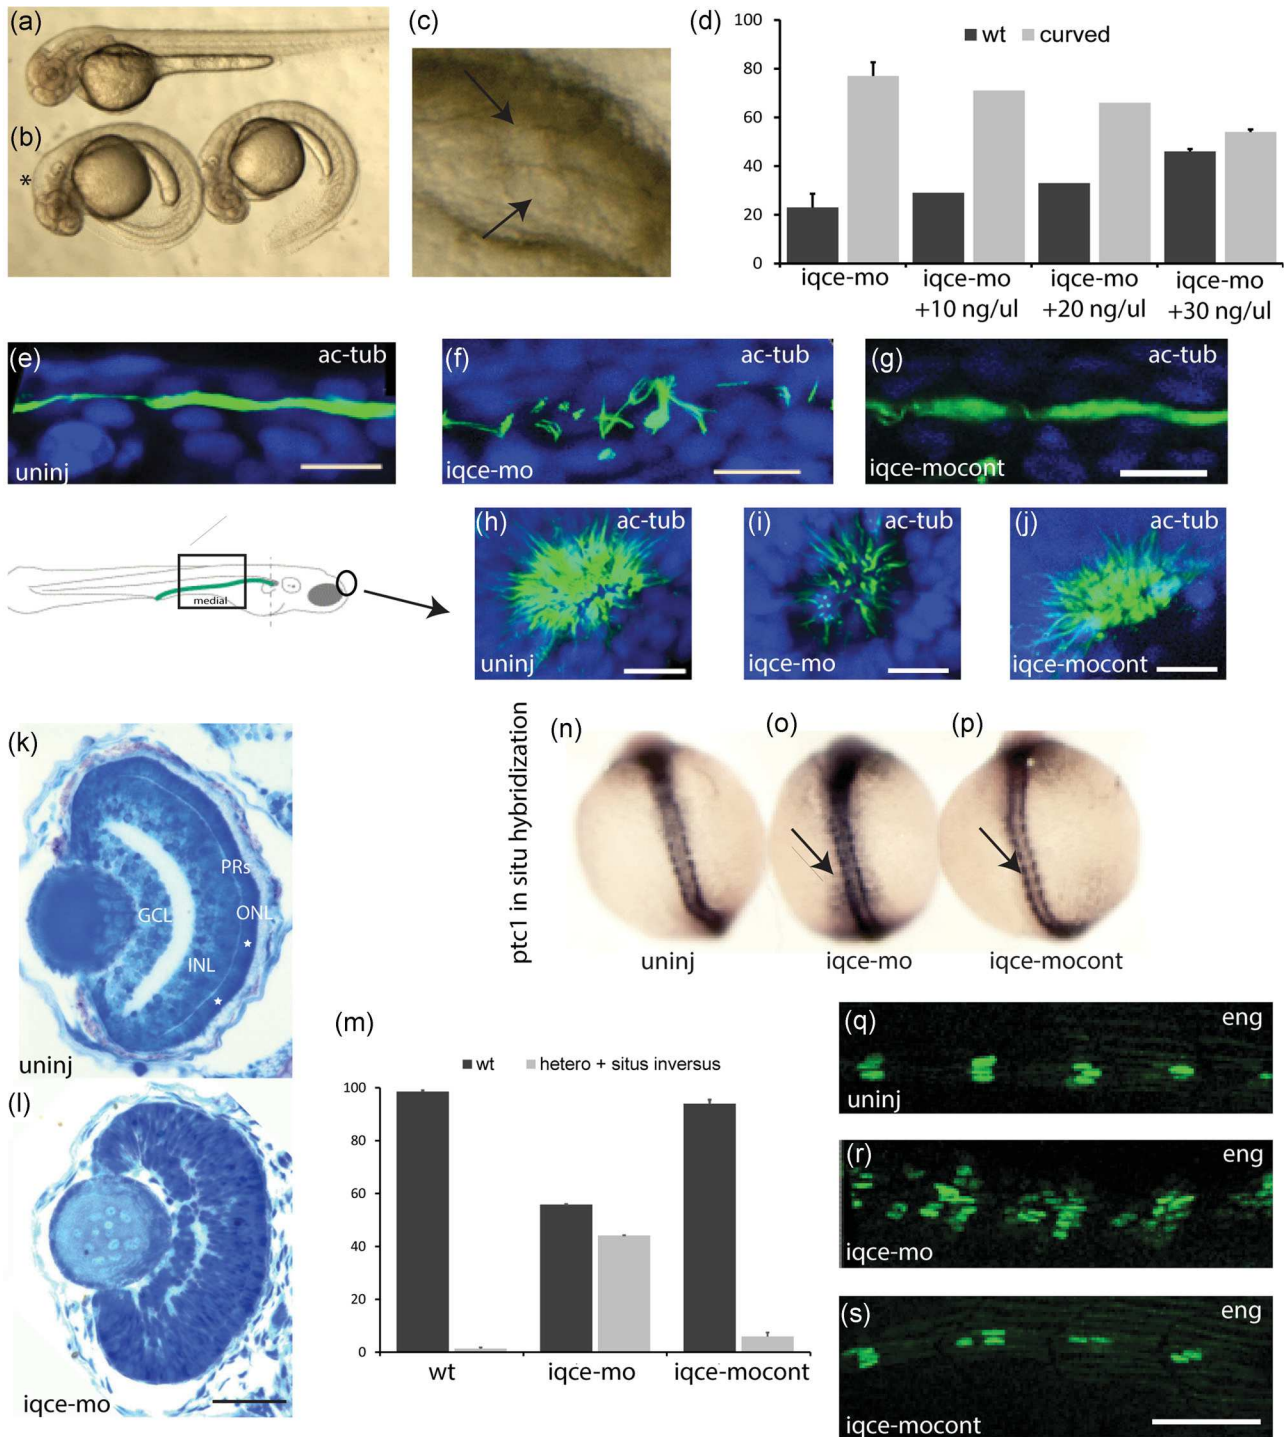 (a)
(b)
*
(c)
(d)
wt curved
100
80
60
40
20
0
iqce-mo
iqce-mo
+10 ng/ul
iqce-mo
+20 ng/ul
iqce-mo
+30 ng/ul
(e) ac-tub
uninj
(f) ac-tub
iqce-mo
(g) ac-tub
iqce-mocont
medial
(h) ac-tub
uninj
(i) ac-tub
iqce-mo
(j) ac-tub
iqce-mocont
(k)
PRs
GCL
ONL
INL
uninj
(l)
iqce-mo
(m)
wt hetero + situs inversus
100
80
60
40
20
0
wt iqce-mo iqce-mocont
ptc1 in situ hybridization
(n) (o) (p)
uninj iqce-mo iqce-mocont
(q) eng
uninj
(r) eng
iqce-mo
(s) eng
iqce-mocont